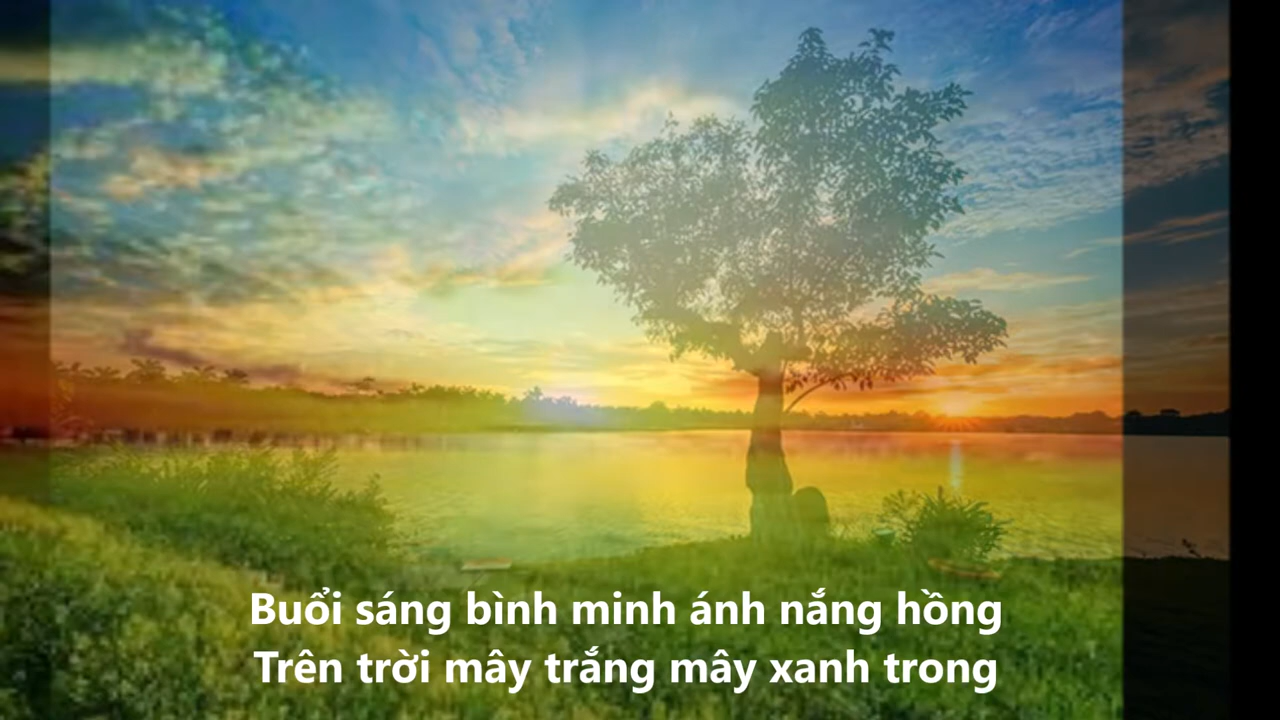 Buổi sáng bình minh ánh nắng hồng
Trên trời mây trắng mây xanh trong